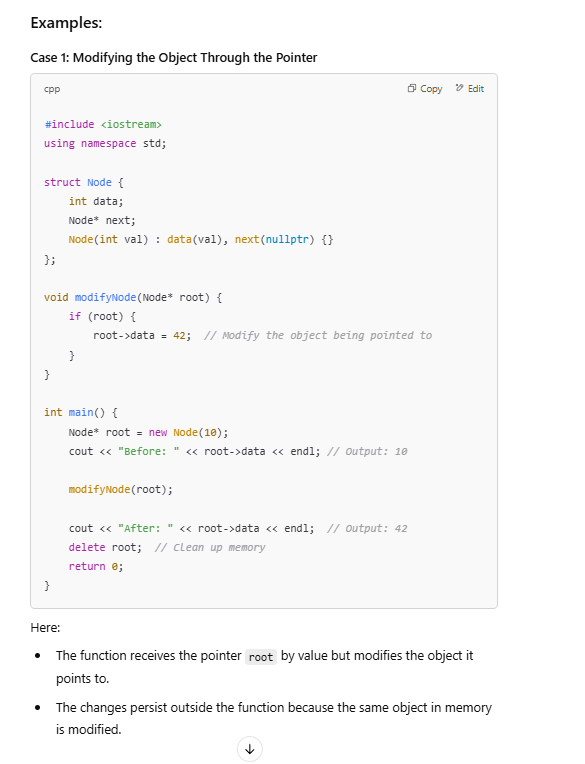 Examples:
Case 1: Modifying the Object Through the Pointer
cpp Copy Edit
#include <iostream>
using namespace std;
struct Node {
    int data;
    Node* next;
    Node(int val) : data(val), next(nullptr) {}
};
void modifyNode(Node* root) {
    if (root) {
        root->data = 42;  // Modify the object being pointed to
    }
}
int main() {
    Node* root = new Node(10);
    cout << "Before: " << root->data << endl; // Output: 10
    modifyNode(root);
    cout << "After: " << root->data << endl;  // Output: 42
    delete root;  // Clean up memory
    return 0;
}
Here:
• The function receives the pointer root by value but modifies the object it
points to.
• The changes persist outside the function because the same object in memory
is modified.